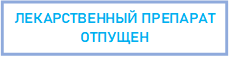 ЛЕКАРСТВЕННЫЙ ПРЕПАРАТ
ОТПУЩЕН